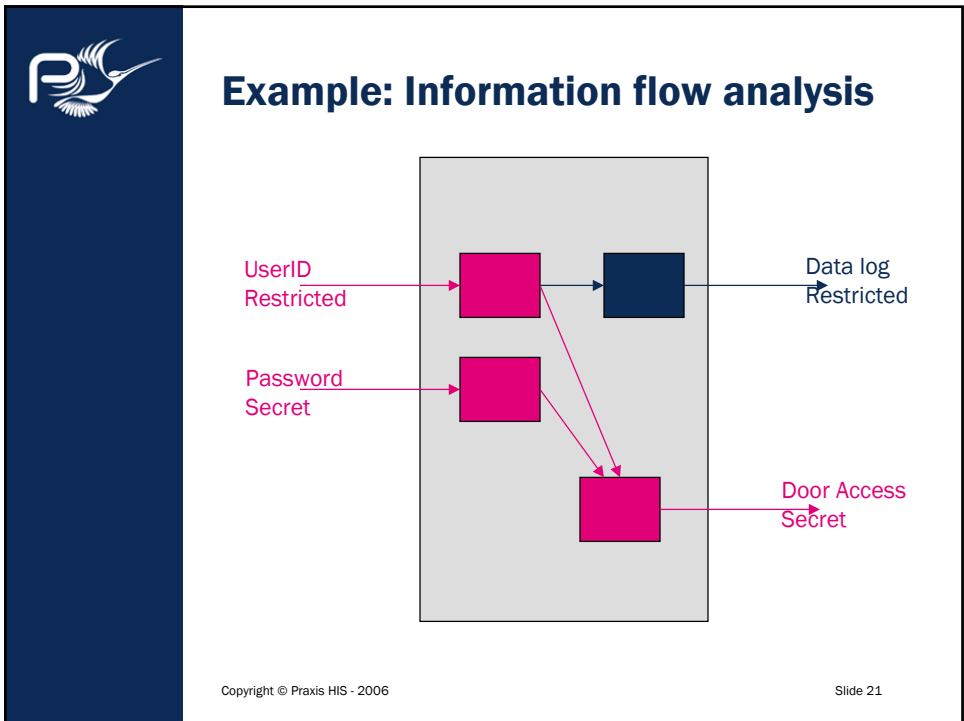 Example: Information flow analysis
UserID
Restricted
Data log
Restricted
Password
Secret
Door Access
Secret
Copyright © Praxis HIS - 2006
Slide 21